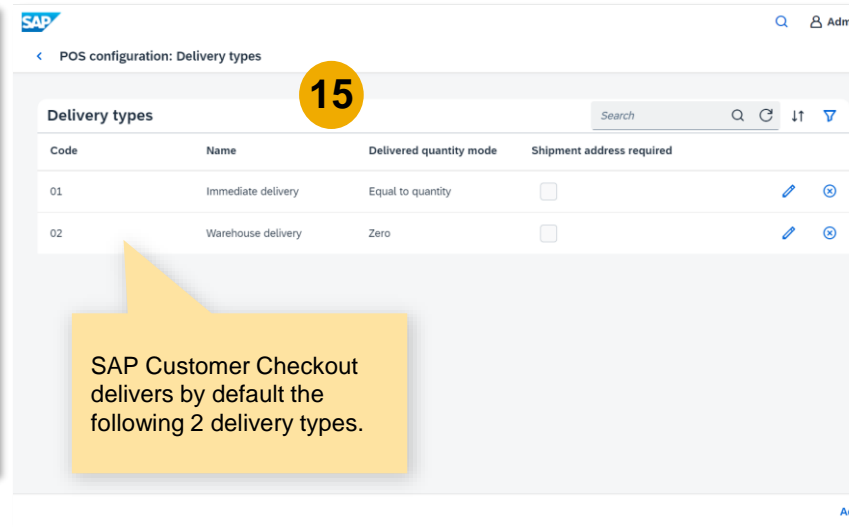 SAP
Adm
POS configuration: Delivery types
15
Delivery types
Search
Code Name Delivered quantity mode Shipment address required
01 Immediate delivery Equal to quantity
02 Warehouse delivery Zero
SAP Customer Checkout
delivers by default the
following 2 delivery types.